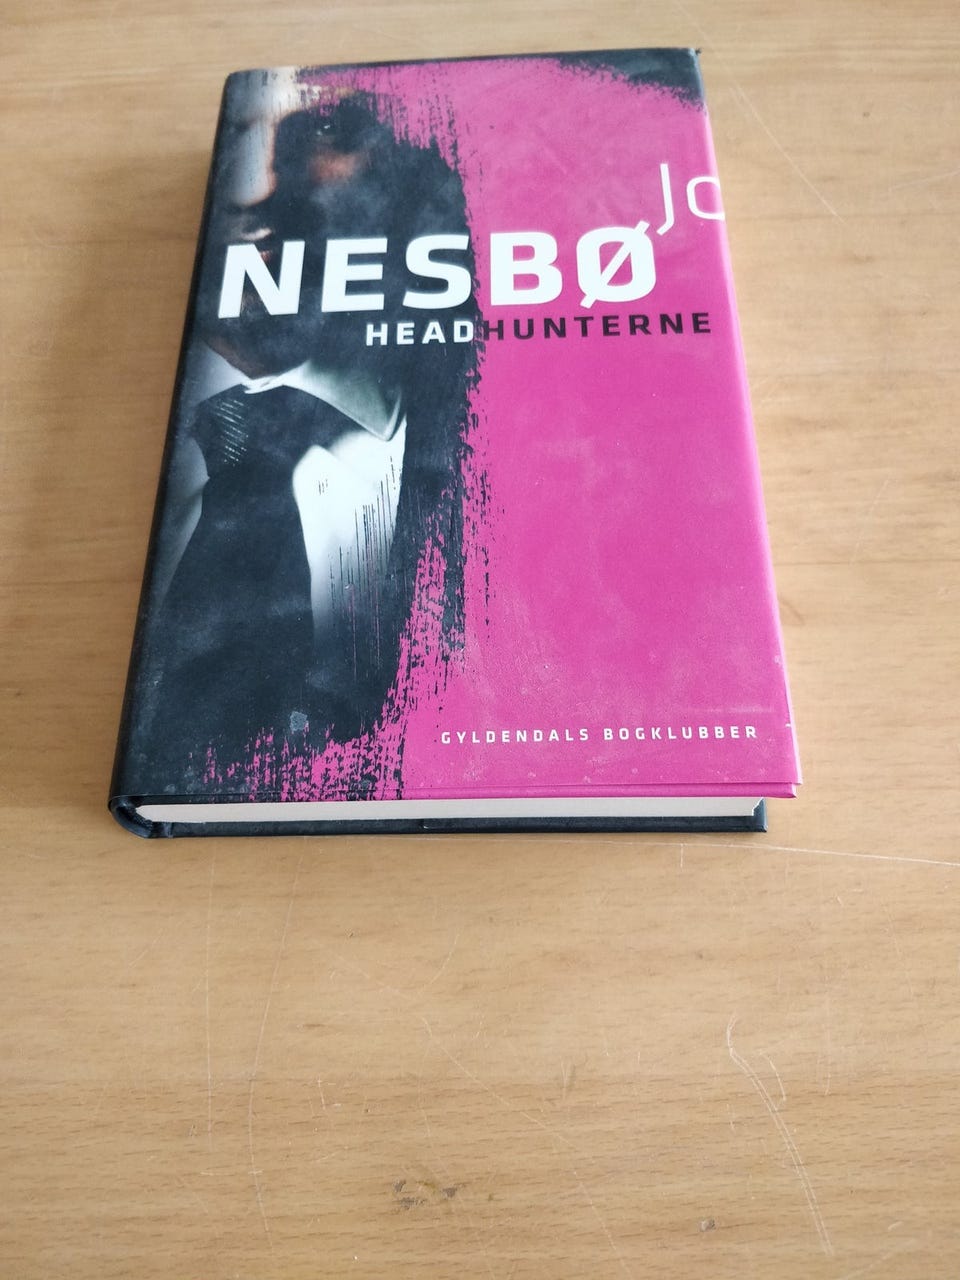 Jo
NESBØ
HEADHUNTERNE
GYLDENDALS BOGKLUBBER